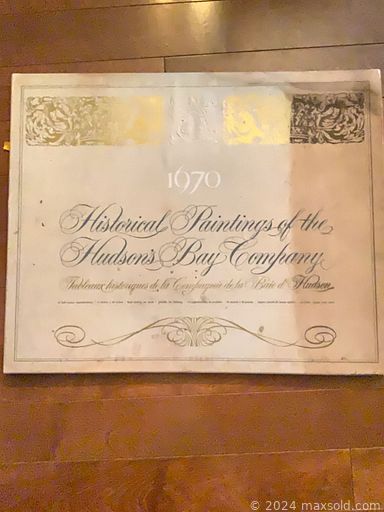 1970
Historical Paintings of the
Hudson's Bay Company
Tableaux historiques de la Compagnie de la Baie d'Hudson
© 2024 maxsold.com